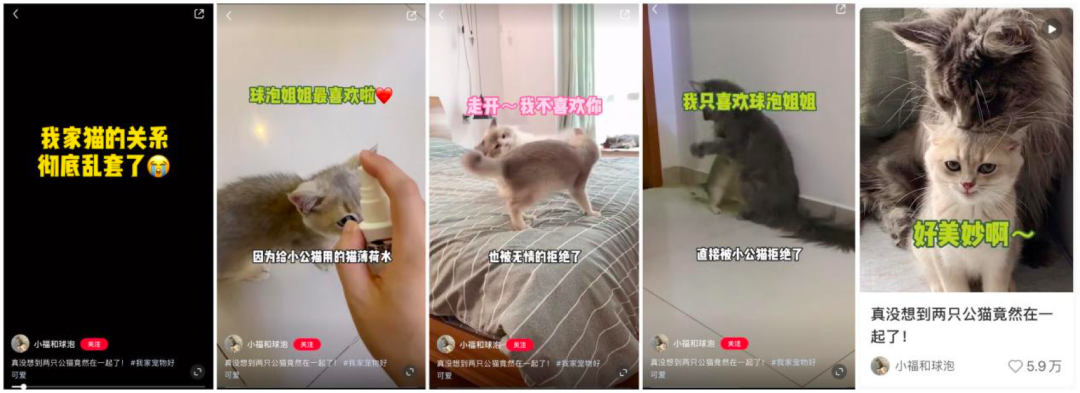 我家猫的关系
彻底乱套了😭
小福和球泡
关注
真没想到两只公猫竟然在一起了! #我家宠物好
可爱
球泡姐姐最喜欢啦❤️
因为给小公猫用的猫薄荷水
小福和球泡
关注
真没想到两只公猫竟然在一起了! #我家宠物好
可爱
走开～我不喜欢你
也被无情的拒绝了
小福和球泡
关注
真没想到两只公猫竟然在一起了! #我家宠物好
可爱
我只喜欢球泡姐姐
直接被小公猫拒绝了
小福和球泡
关注
真没想到两只公猫竟然在一起了! #我家宠物好
可爱
好美妙啊～
真没想到两只公猫竟然在一
起了!
小福和球泡
5.9万